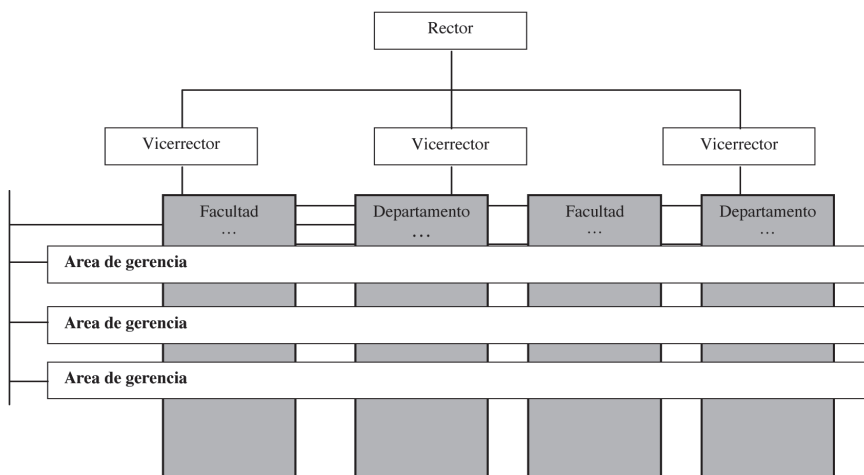 Rector
Vicerrector
Vicerrector
Vicerrector
Facultad
…
Departamento
…
Facultad
…
Departamento
…
Area de gerencia
Area de gerencia
Area de gerencia